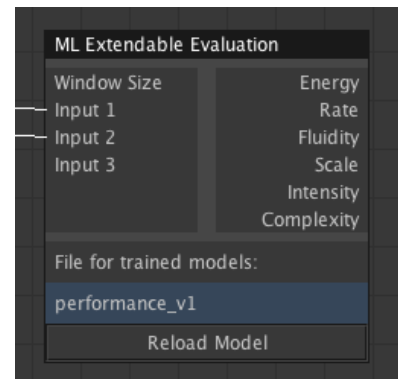 ML Extendable Evaluation
Window Size Energy
Input 1 Rate
Input 2 Fluidity
Input 3 Scale
Intensity
Complexity
File for trained models:
performance_v1
Reload Model